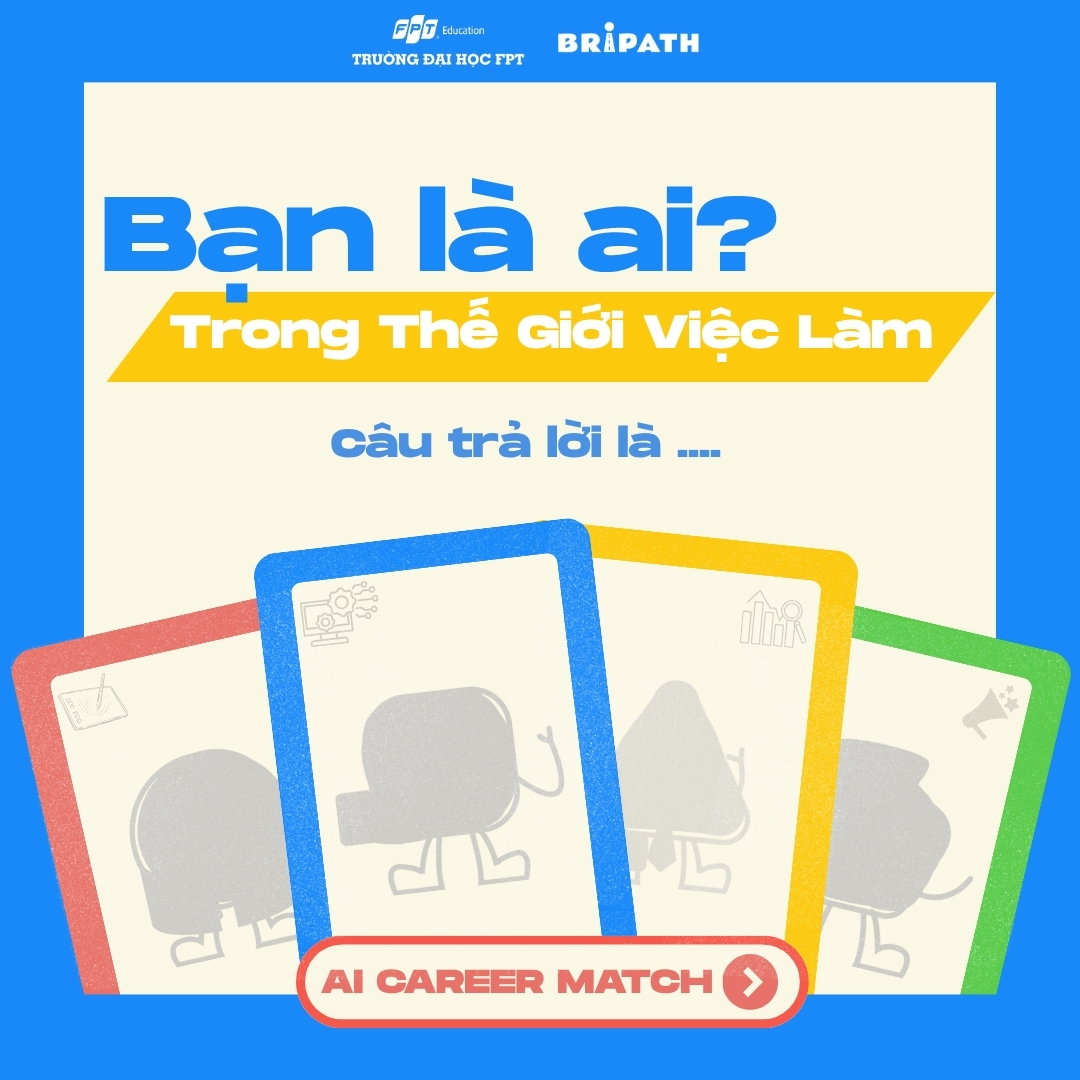 FPT Education
TRƯỜNG ĐẠI HỌC FPT
BRIPATH
Bạn là ai?
Trong Thế Giới Việc Làm
Câu trả lời là ....
AI CAREER MATCH